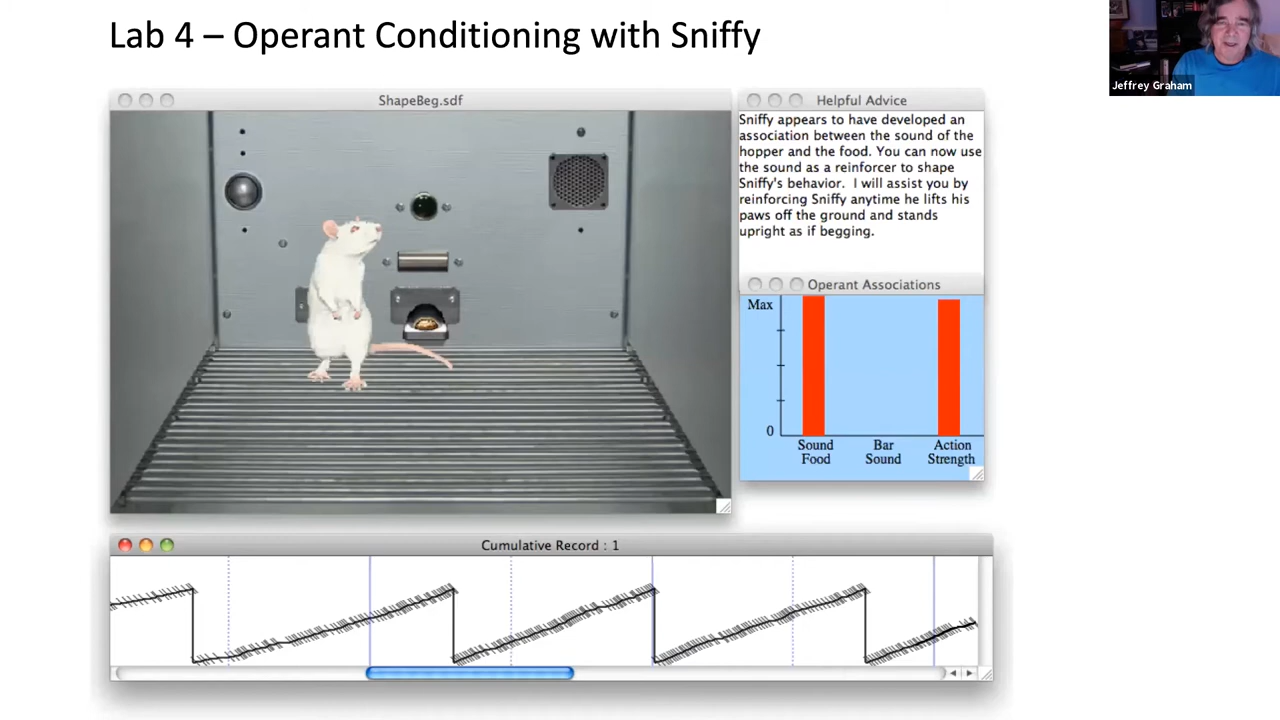 Lab 4 – Operant Conditioning with Sniffy
Jeffrey Graham
ShapeBeg.sdf
Helpful Advice
Sniffy appears to have developed an
association between the sound of the
hopper and the food. You can now use
the sound as a reinforcer to shape
Sniffy's behavior.  I will assist you by
reinforcing Sniffy anytime he lifts his
paws off the ground and stands
upright as if begging.
Operant Associations
Max
0
Sound
Food
Bar
Sound
Action
Strength
Cumulative Record : 1